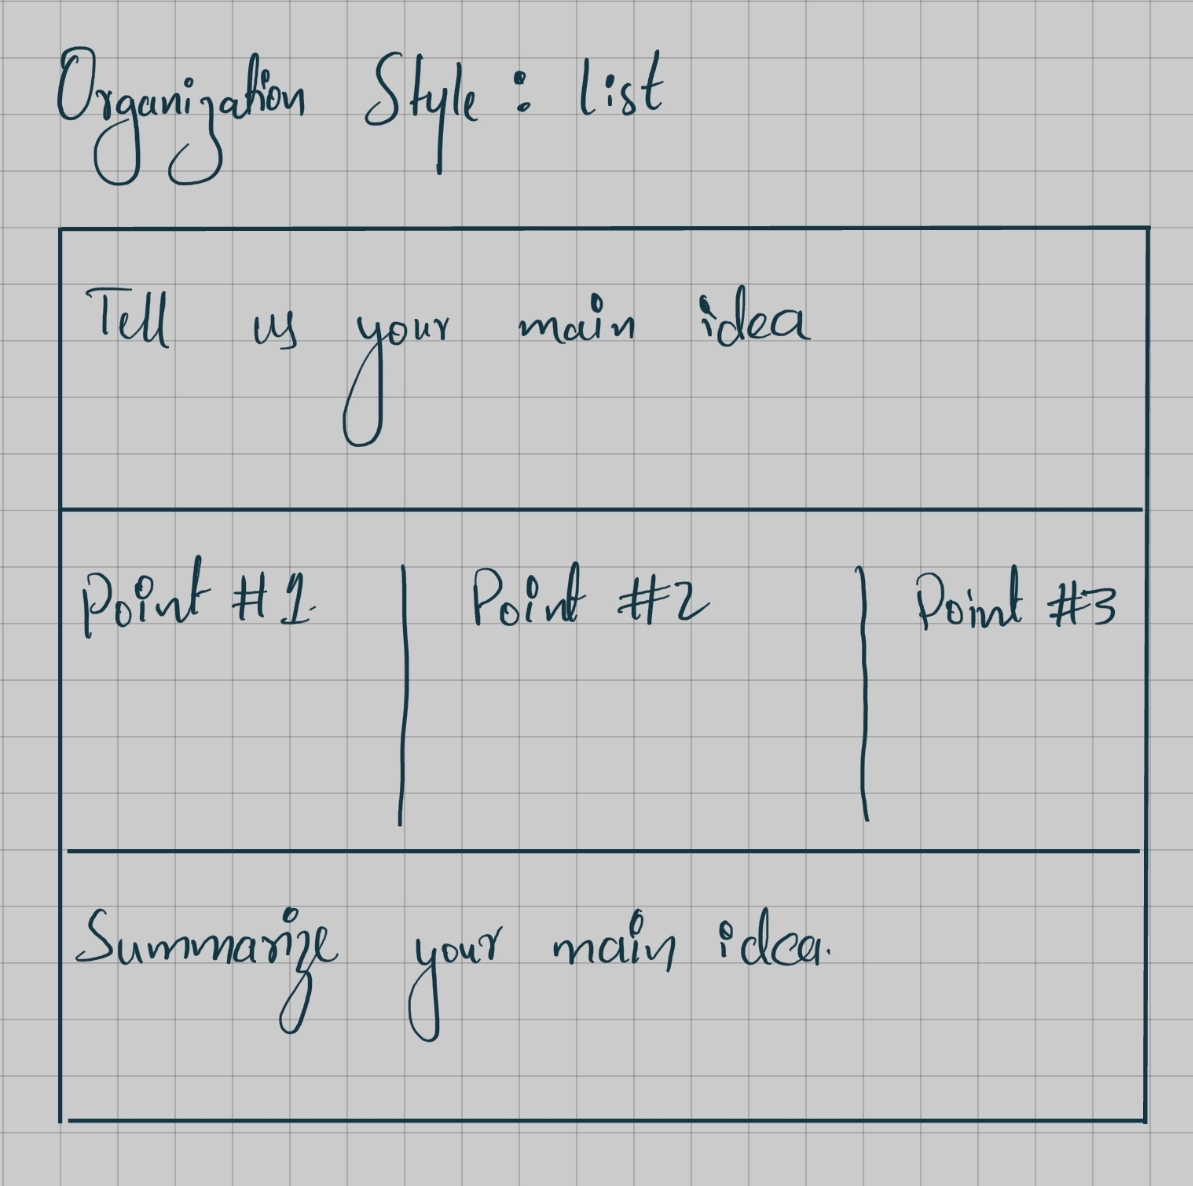 Organization Style : list
Tell us your main idea
Point #1. Point #2 Point #3
Summarize your main idea.